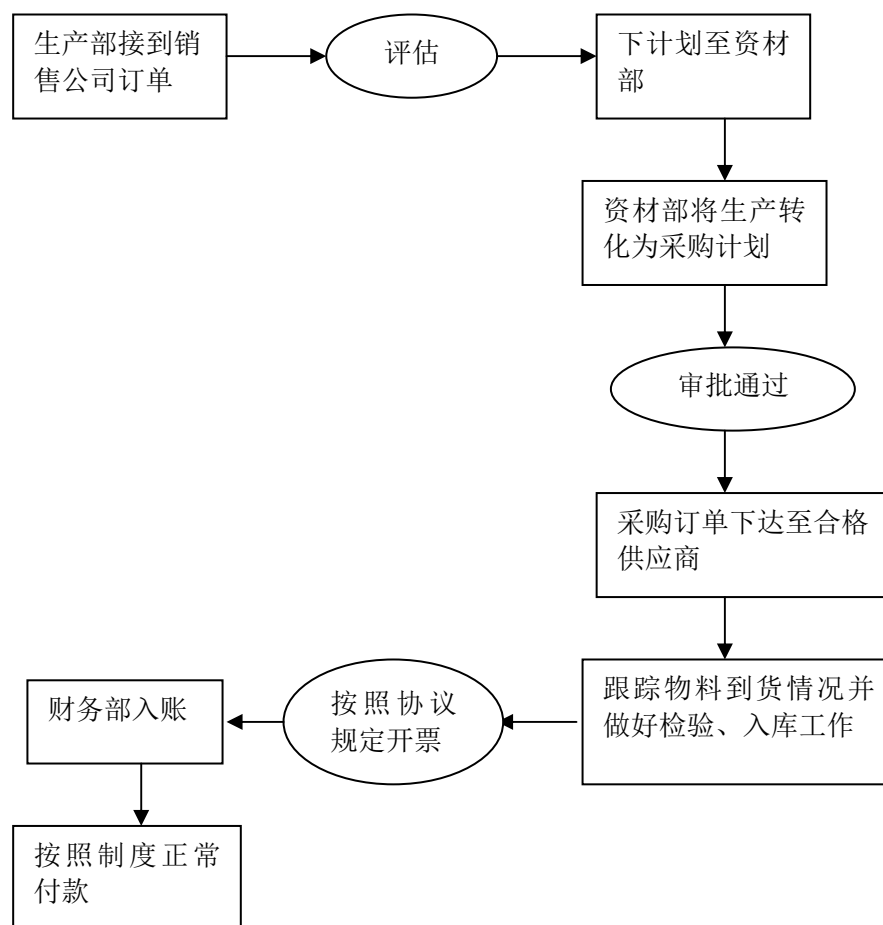 生产部接到销
售公司订单
评估
下计划至资材
部
资材部将生产转
化为采购计划
审批通过
采购订单下达至合格
供应商
跟踪物料到货情况并
做好检验、入库工作
按照协议
规定开票
财务部入账
按照制度正常
付款